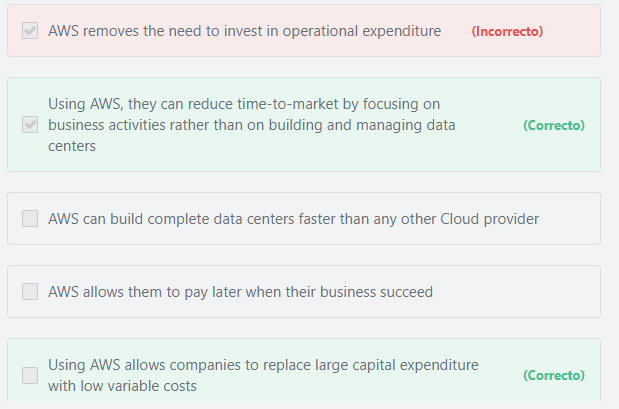 AWS removes the need to invest in operational expenditure (Incorrecto)
Using AWS, they can reduce time-to-market by focusing on
business activities rather than on building and managing data (Correcto)
centers
AWS can build complete data centers faster than any other Cloud provider
AWS allows them to pay later when their business succeed
Using AWS allows companies to replace large capital expenditure (Correcto)
with low variable costs